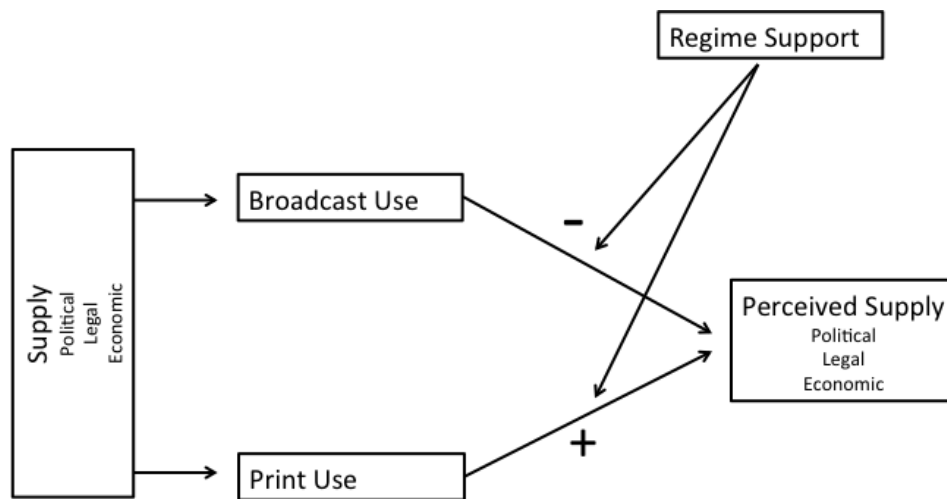 Regime Support
Supply
Political
Legal
Economic
Broadcast Use
-
Perceived Supply
Political
Legal
Economic
+
Print Use